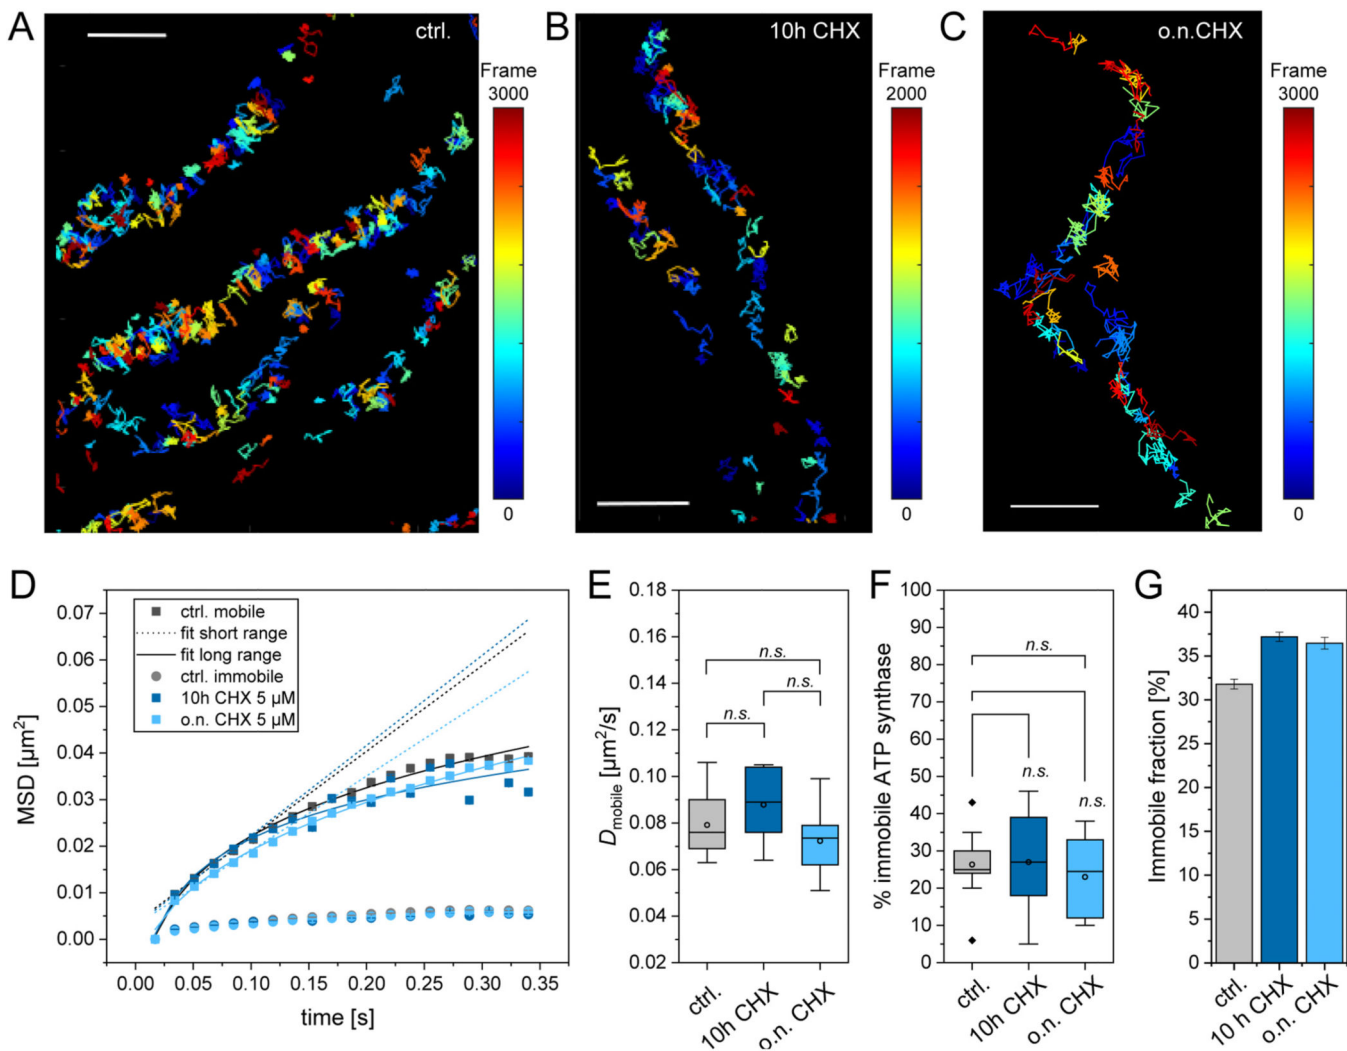 A
ctrl.
Frame
3000
0
B
10h CHX
Frame
2000
0
C
o.n.CHX
Frame
3000
0
D
MSD [µm²]
0.07
0.06
0.05
0.04
0.03
0.02
0.01
0.00
ctrl. mobile
fit short range
fit long range
ctrl. immobile
10h CHX 5 µM
o.n. CHX 5 µM
0.00 0.05 0.10 0.15 0.20 0.25 0.30 0.35
time [s]
E
Dmobile [µm²/s]
0.18
0.16
0.14
0.12
0.10
0.08
0.06
0.04
0.02
n.s.
n.s.
n.s.
ctrl.
10h CHX
o.n. CHX
F
% immobile ATP synthase
100
90
80
70
60
50
40
30
20
10
0
n.s.
n.s.
n.s.
ctrl.
10h CHX
o.n. CHX
G
Immobile fraction [%]
40
35
30
25
20
15
10
5
0
ctrl.
10 h CHX
o.n. CHX